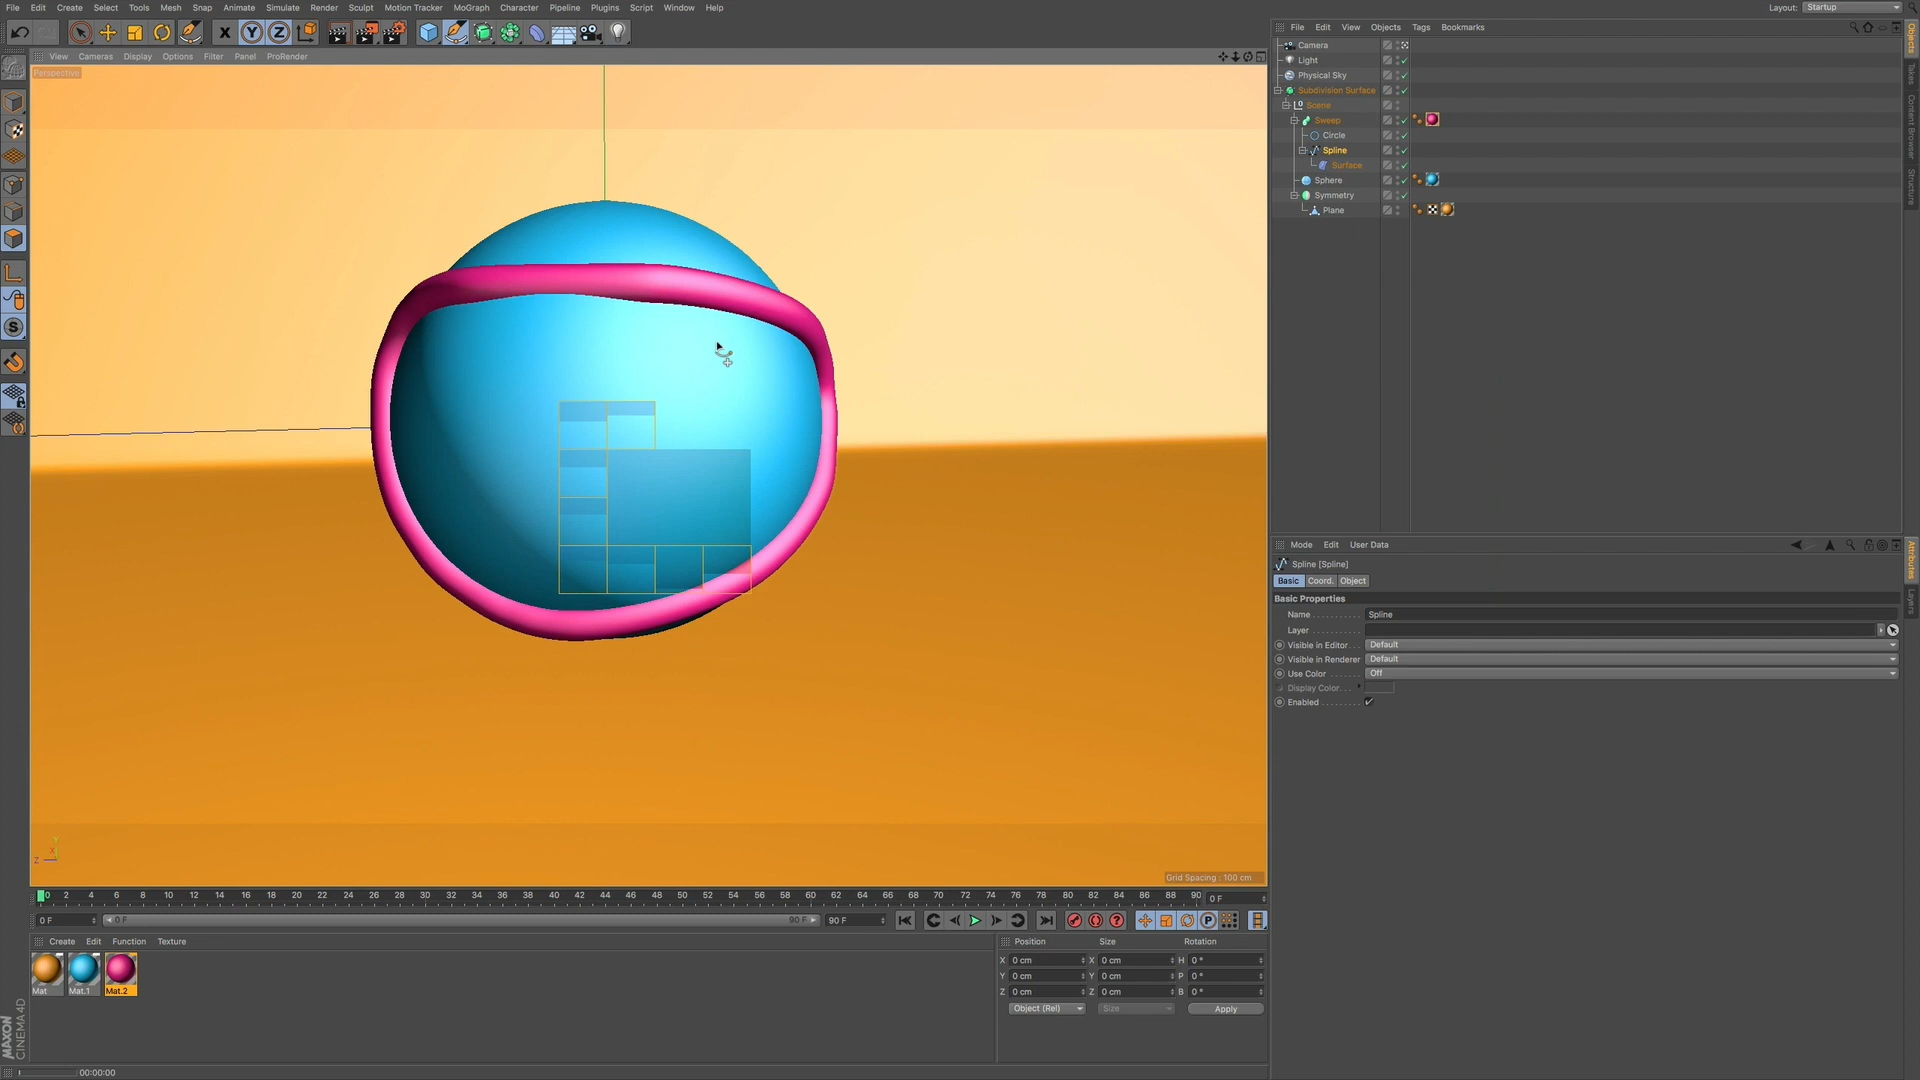 File Edit Create Select Tools Mesh Snap Animate Simulate Render Sculpt Motion Tracker MoGraph Character Pipeline Plugins Script Window Help
Layout: Startup
X Y Z
View Cameras Display Options Filter Panel ProRender
Perspective
File Edit View Objects Tags Bookmarks
Camera
Light
Physical Sky
Subdivision Surface
Scene
Sweep
Circle
Spline
Surface
Sphere
Symmetry
Plane
Objects
Takes
Content Browser
Structure
Mode Edit User Data
Spline [Spline]
Basic Coord. Object
Basic Properties
Name Spline
Layer
Visible in Editor Default
Visible in Renderer Default
Use Color Off
Display Color
Enabled
Attributes
Layers
Y
X
Z
Grid Spacing : 100 cm
0 2 4 6 8 10 12 14 16 18 20 22 24 26 28 30 32 34 36 38 40 42 44 46 48 50 52 54 56 58 60 62 64 66 68 70 72 74 76 78 80 82 84 86 88 90 0 F
0 F 0 F 90 F 90 F
Create Edit Function Texture
Mat Mat.1 Mat.2
Position Size Rotation
X 0 cm X 0 cm H 0 °
Y 0 cm Y 0 cm P 0 °
Z 0 cm Z 0 cm B 0 °
Object (Rel) Size Apply
MAXON
CINEMA 4D
00:00:00